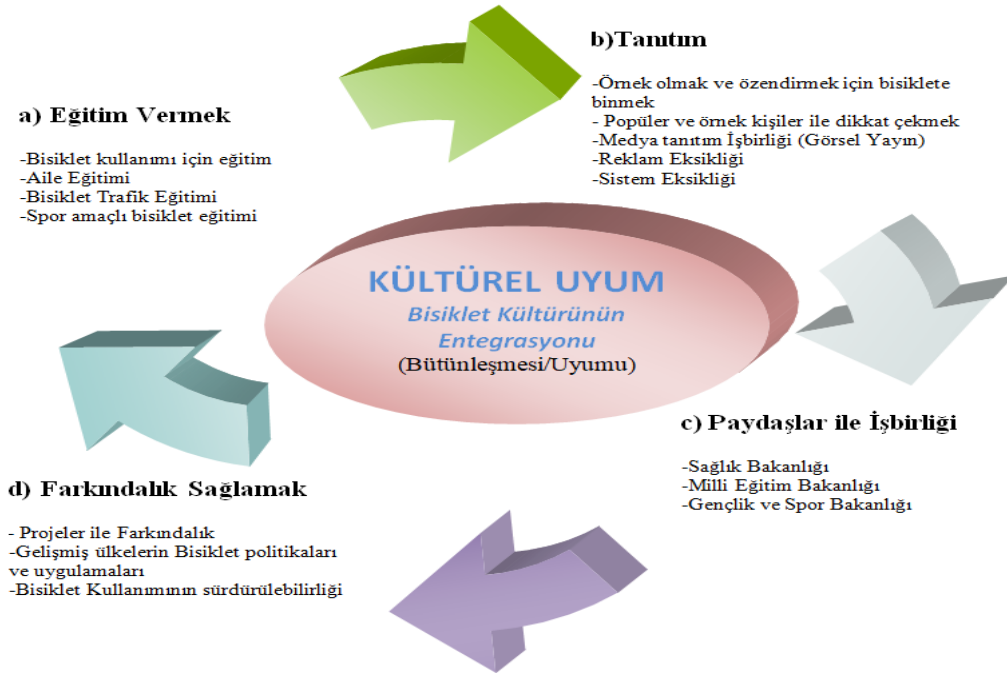 a) Eğitim Vermek
-Bisiklet kullanımı için eğitim
-Aile Eğitimi
-Bisiklet Trafik Eğitimi
-Spor amaçlı bisiklet eğitimi
b)Tanıtım
-Örnek olmak ve özendirmek için bisiklete
binmek
- Popüler ve örnek kişiler ile dikkat çekmek
-Medya tanıtım İşbirliği (Görsel Yayın)
-Reklam Eksikliği
-Sistem Eksikliği
KÜLTÜREL UYUM
Bisiklet Kültürünün
Entegrasyonu
(Bütünleşmesi/Uyumu)
c) Paydaşlar ile İşbirliği
-Sağlık Bakanlığı
-Milli Eğitim Bakanlığı
-Gençlik ve Spor Bakanlığı
d) Farkındalık Sağlamak
- Projeler ile Farkındalık
-Gelişmiş ülkelerin Bisiklet politikaları
ve uygulamaları
-Bisiklet Kullanımının sürdürülebilirliği